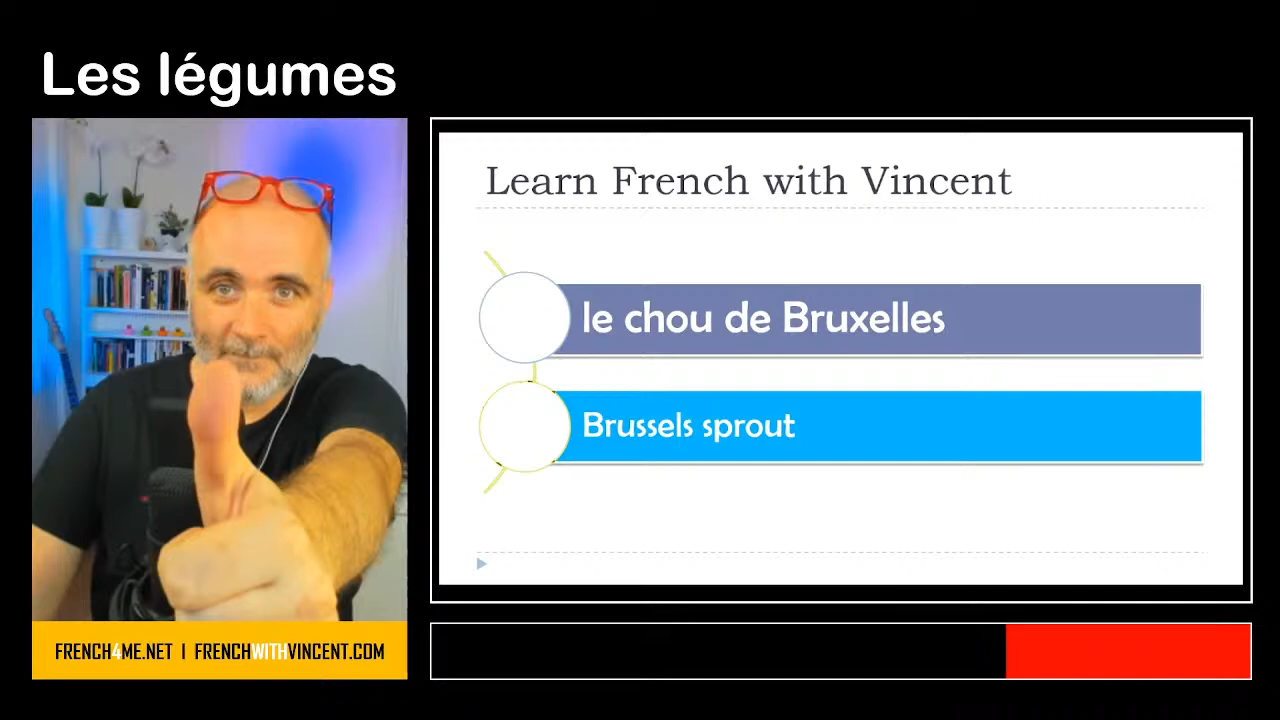 Les légumes
Learn French with Vincent
le chou de Bruxelles
Brussels sprout
FRENCH4ME.NET | FRENCHWITHVINCENT.COM